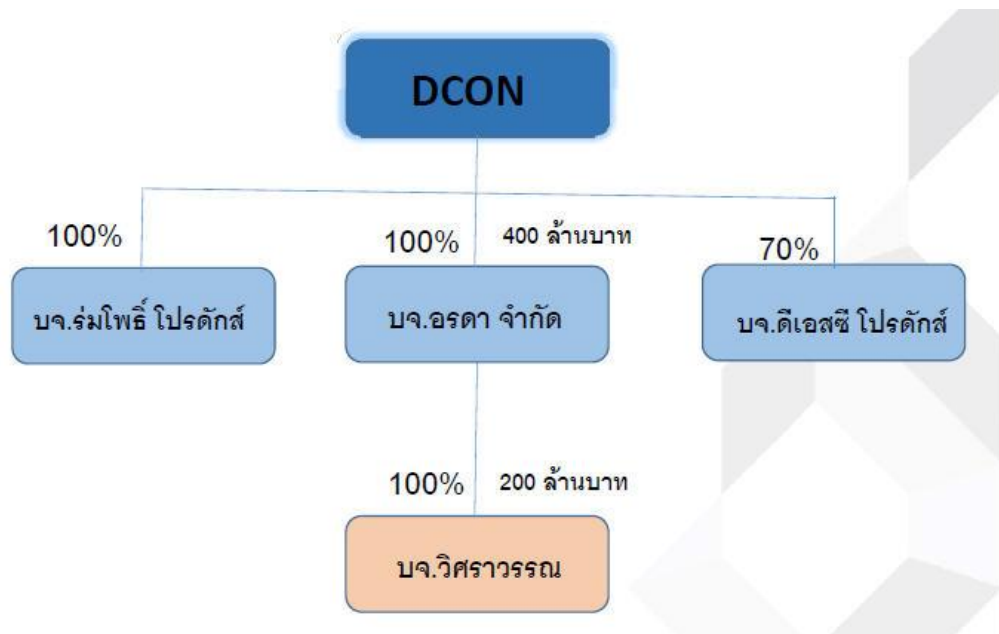 DCON
100%
100% 400 ล้านบาท
70%
บจ.ร่มโพธิ์ โปรดักส์
บจ.อรดา จำกัด
บจ.ดีเอสซี โปรดักส์
100% 200 ล้านบาท
บจ.วิศราวรรณ